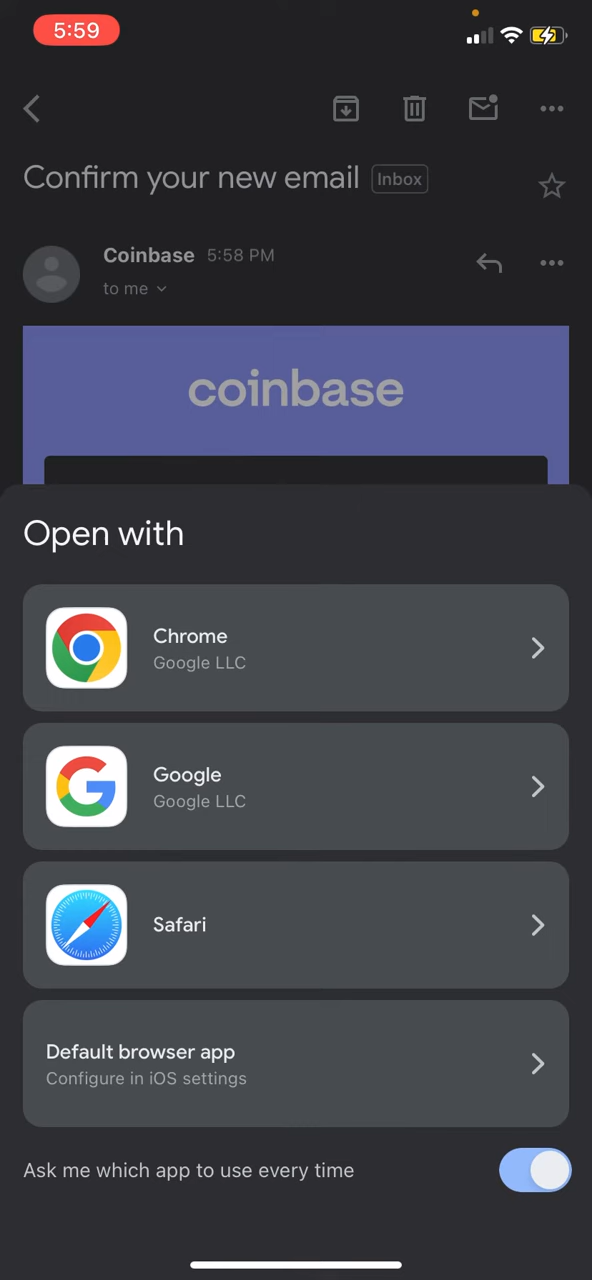 5:59
Confirm your new email Inbox
Coinbase 5:58 PM
to me
coinbase
Open with
Chrome
Google LLC
Google
Google LLC
Safari
Default browser app
Configure in iOS settings
Ask me which app to use every time